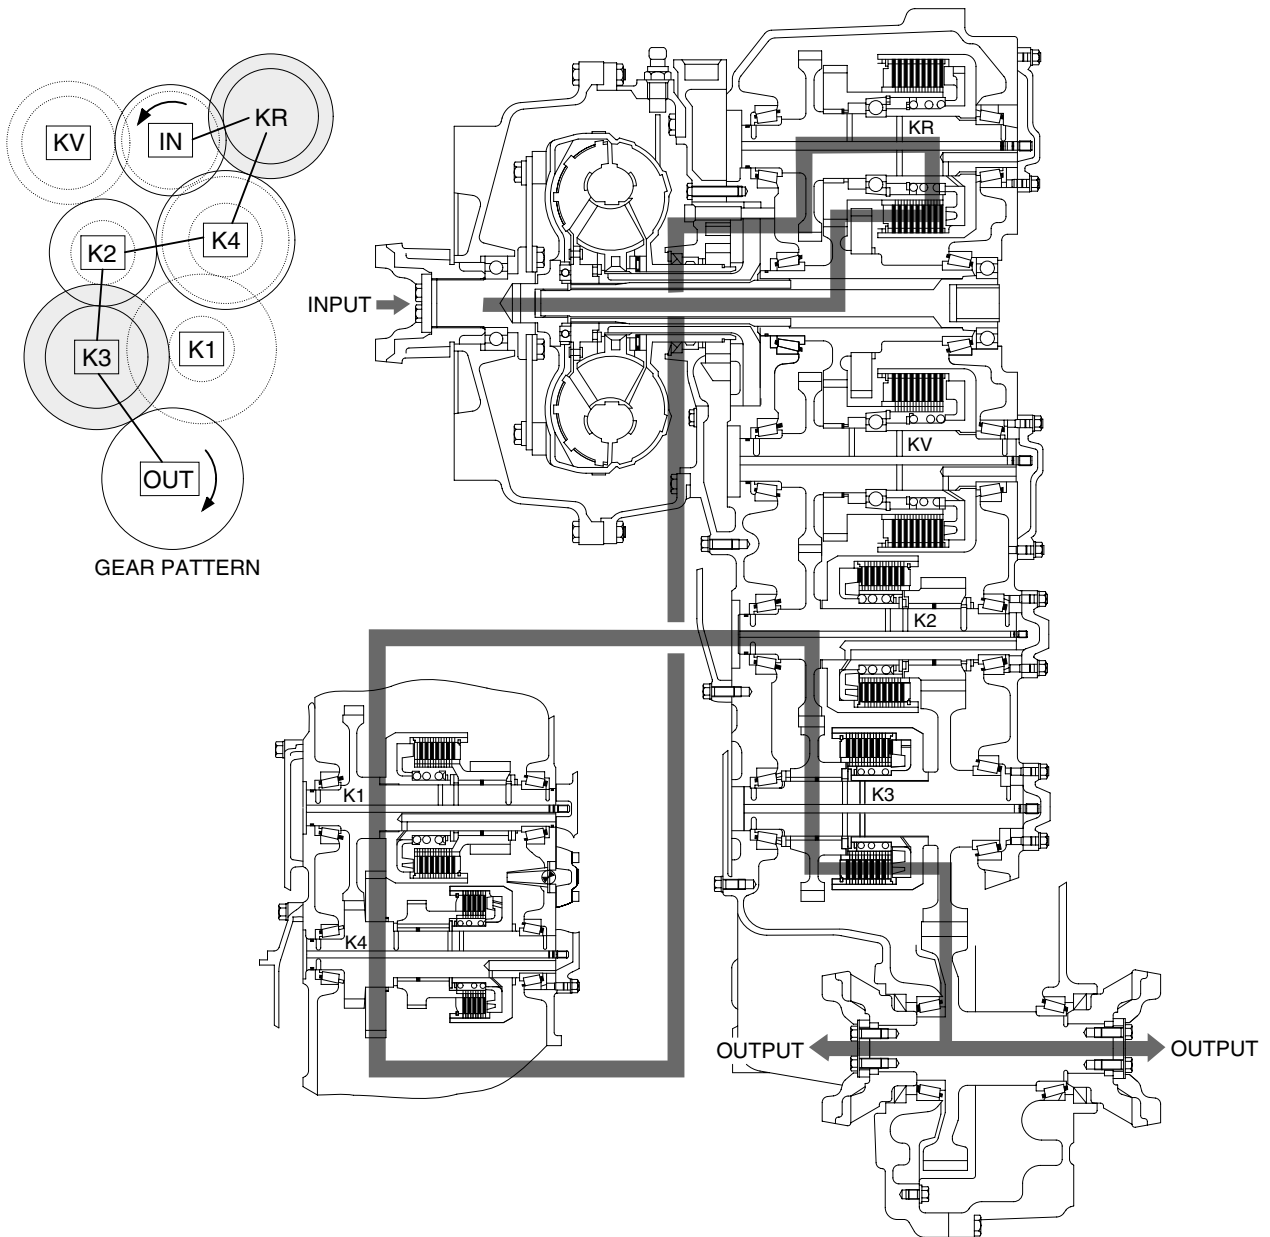 KV
IN
KR
K2
K4
K3
K1
OUT
GEAR PATTERN
INPUT
KR
KV
K2
K3
K1
K4
OUTPUT
OUTPUT